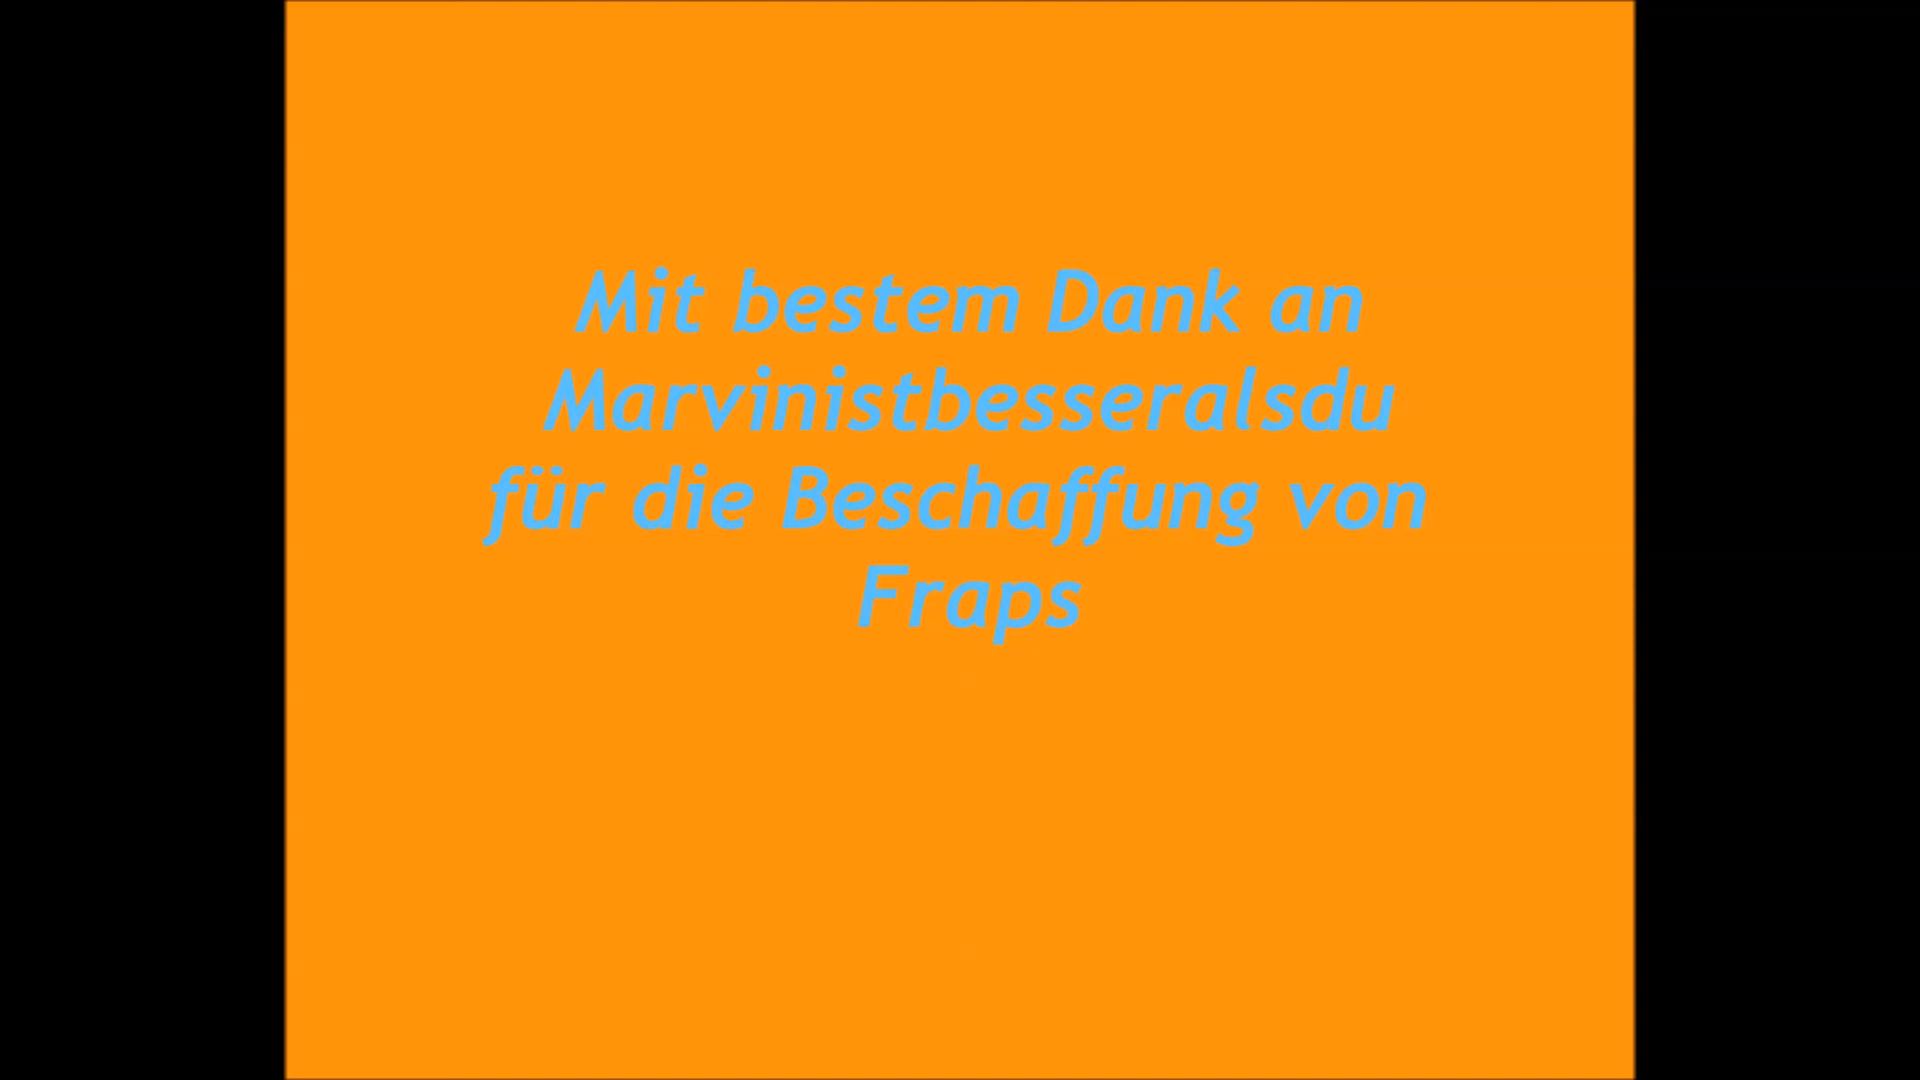 Mit bestem Dank an
Marvinistbesseralsdu
für die Beschaffung von
Fraps